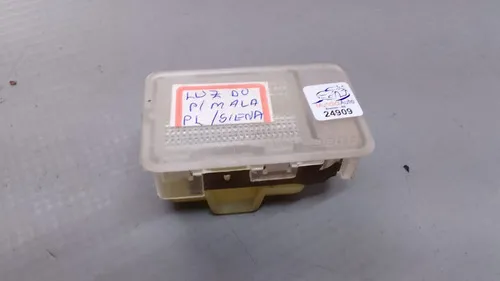 LUZ DO
P/MALA
PL/SIENA
24909